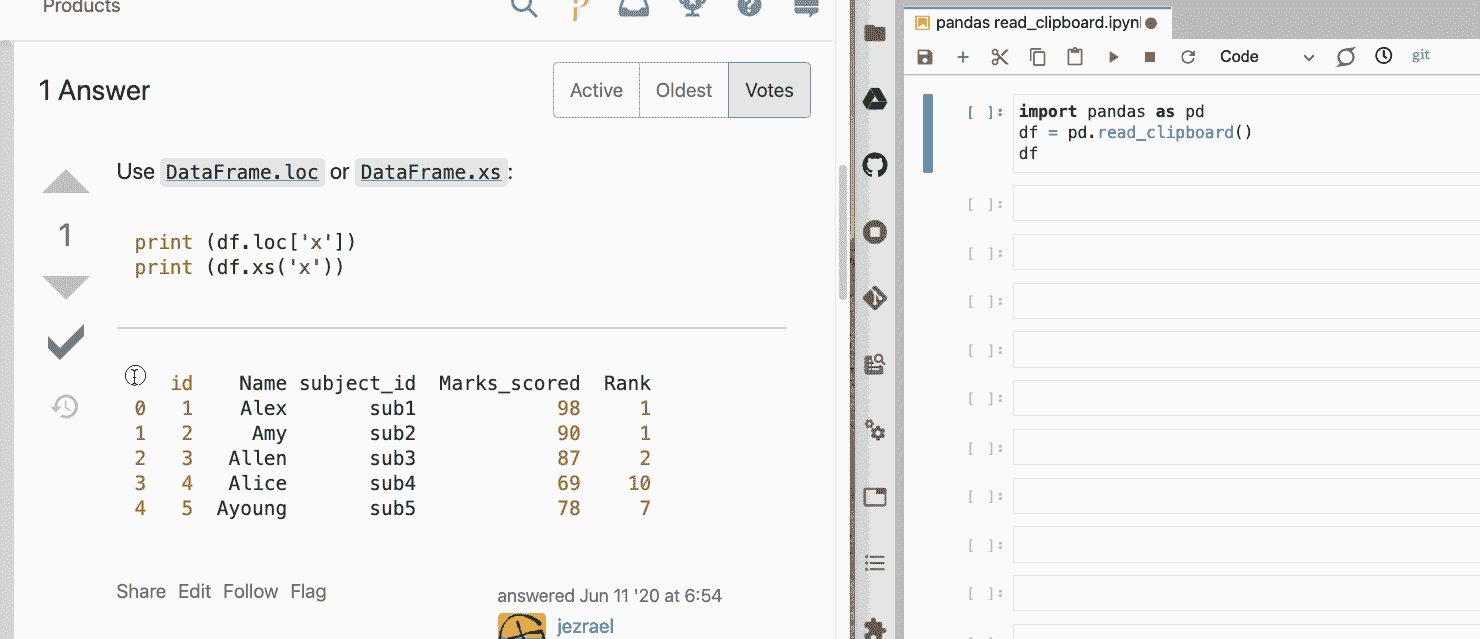 Products
1 Answer
Active Oldest Votes
Use DataFrame.loc or DataFrame.xs:
1
print (df.loc['x'])
print (df.xs('x'))
id Name subject_id Marks_scored Rank
0 1 Alex sub1 98 1
1 2 Amy sub2 90 1
2 3 Allen sub3 87 2
3 4 Alice sub4 69 10
4 5 Ayoung sub5 78 7
Share Edit Follow Flag
answered Jun 11 '20 at 6:54
jezrael
pandas read_clipboard.ipynl
Code git
[ ]: import pandas as pd
df = pd.read_clipboard()
df
[ ]:
[ ]:
[ ]:
[ ]:
[ ]:
[ ]:
[ ]:
[ ]:
[ ]: